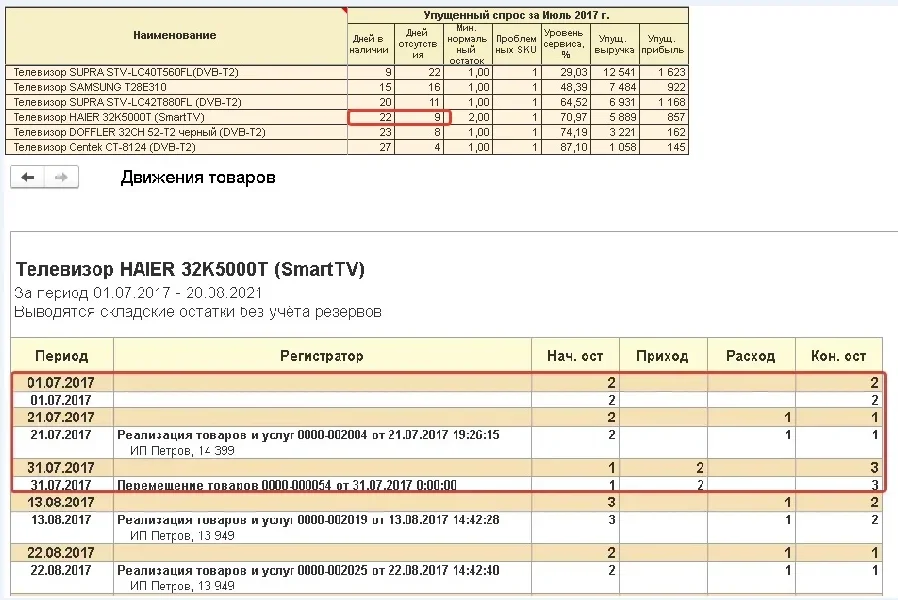 Упущенный спрос за Июль 2017 г.
Наименование Дней в наличии Дней отсутств ия Мин. нормаль ный остаток Проблем ных SKU Уровень сервиса, % Упущ. выручка Упущ. прибыль
Телевизор SUPRA STV-LC40T560FL(DVB-T2) 9 22 1,00 1 29,03 12 541 1 623
Телевизор SAMSUNG T28E310 15 16 1,00 1 48,39 7 484 922
Телевизор SUPRA STV-LC42T880FL (DVB-T2) 20 11 1,00 1 64,52 6 931 1 168
Телевизор HAIER 32K5000T (SmartTV) 22 9 2,00 1 70,97 5 889 857
Телевизор DOFFLER 32CH 52-T2 черный (DVB-T2) 23 8 1,00 1 74,19 3 221 162
Телевизор Centek CT-8124 (DVB-T2) 27 4 1,00 1 87,10 1 058 145
Движения товаров
Телевизор HAIER 32K5000T (SmartTV)
За период 01.07.2017 - 20.08.2021
Выводятся складские остатки без учёта резервов
Период Регистратор Нач. ост Приход Расход Кон. ост
01.07.2017 2 2
01.07.2017 2 2
21.07.2017 2 1 1
21.07.2017 Реализация товаров и услуг 0000-002004 от 21.07.2017 19:26:15 2 1 1
ИП Петров, 14 399
31.07.2017 1 2 3
31.07.2017 Перемещение товаров 0000-000054 от 31.07.2017 0:00:00 1 2 3
13.08.2017 3 1 2
13.08.2017 Реализация товаров и услуг 0000-002019 от 13.08.2017 14:42:28 3 1 2
ИП Петров, 13 949
22.08.2017 2 1 1
22.08.2017 Реализация товаров и услуг 0000-002025 от 22.08.2017 14:42:40 2 1 1
ИП Петров, 13 949